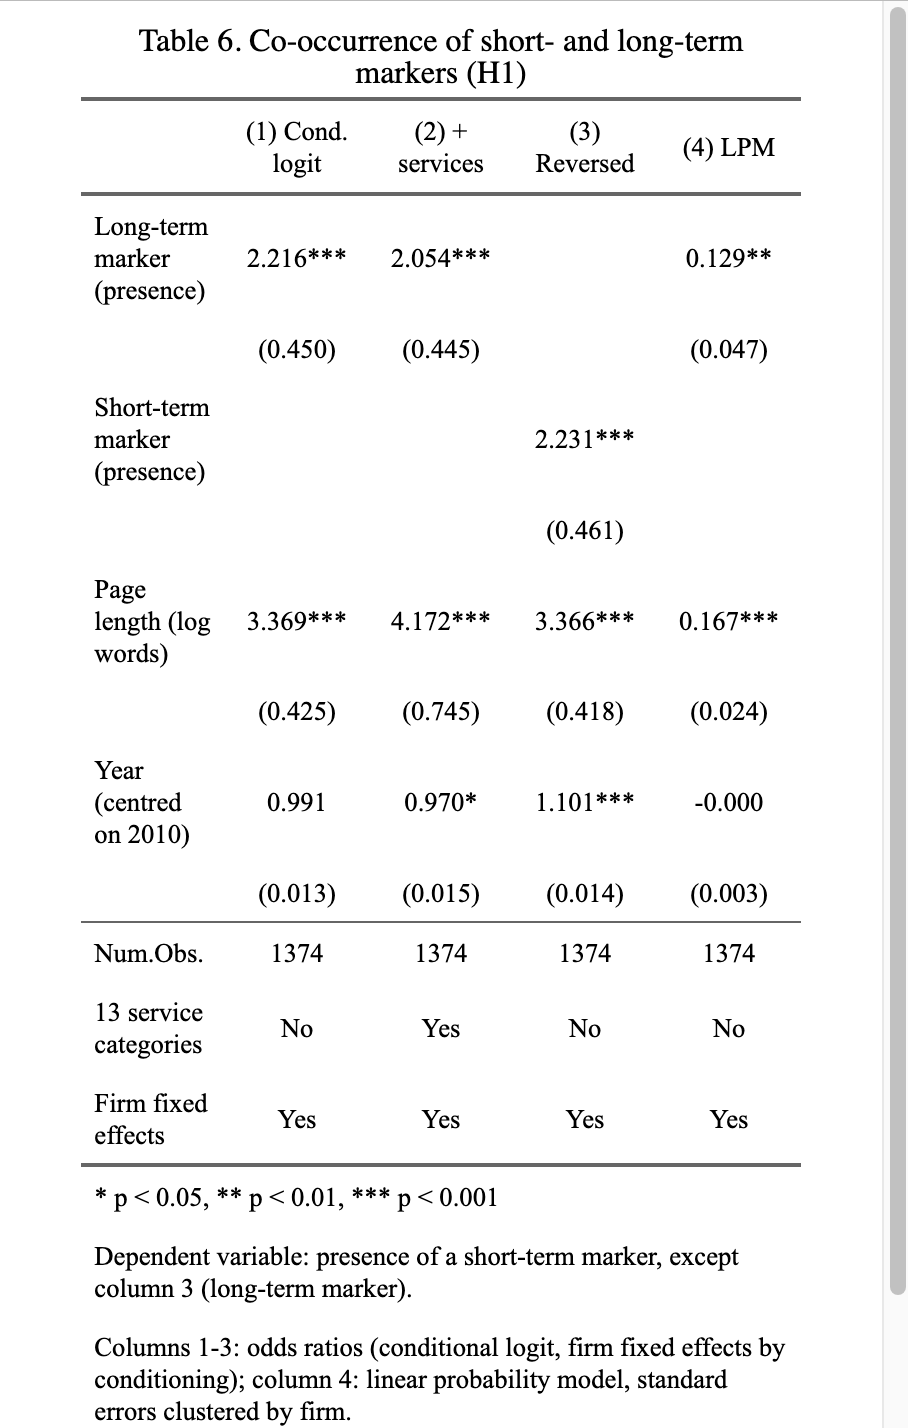 Table 6. Co-occurrence of short- and long-term
markers (H1)
(1) Cond. logit (2) + services (3) Reversed (4) LPM
Long-term marker (presence) 2.216*** 2.054*** 0.129**
(0.450) (0.445) (0.047)
Short-term marker (presence) 2.231***
(0.461)
Page length (log words) 3.369*** 4.172*** 3.366*** 0.167***
(0.425) (0.745) (0.418) (0.024)
Year (centred on 2010) 0.991 0.970* 1.101*** -0.000
(0.013) (0.015) (0.014) (0.003)
Num.Obs. 1374 1374 1374 1374
13 service categories No Yes No No
Firm fixed effects Yes Yes Yes Yes
* p < 0.05, ** p < 0.01, *** p < 0.001
Dependent variable: presence of a short-term marker, except
column 3 (long-term marker).
Columns 1-3: odds ratios (conditional logit, firm fixed effects by
conditioning); column 4: linear probability model, standard
errors clustered by firm.